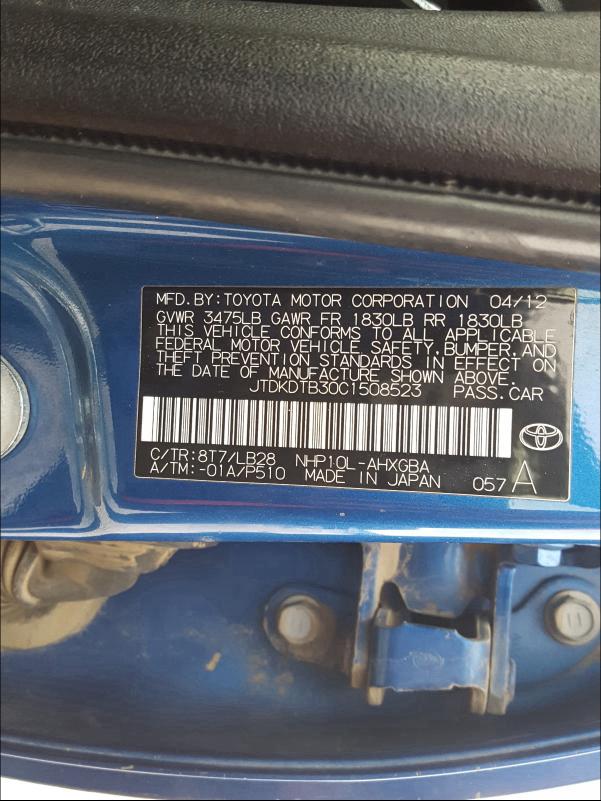 MFD.BY:TOYOTA MOTOR CORPORATION 04/12
GVWR 3475LB GAWR FR 1830LB RR 1830LB
THIS VEHICLE CONFORMS TO ALL APPLICABLE
FEDERAL MOTOR VEHICLE SAFETY,BUMPER,AND
THEFT PREVENTION STANDARDS IN EFFECT ON
THE DATE OF MANUFACTURE SHOWN ABOVE.
JTDKDTB30C1508523 PASS.CAR
C/TR:8T7/LB28 NHP10L-AHXGBA
A/TM:-01A/P510 MADE IN JAPAN 057 A